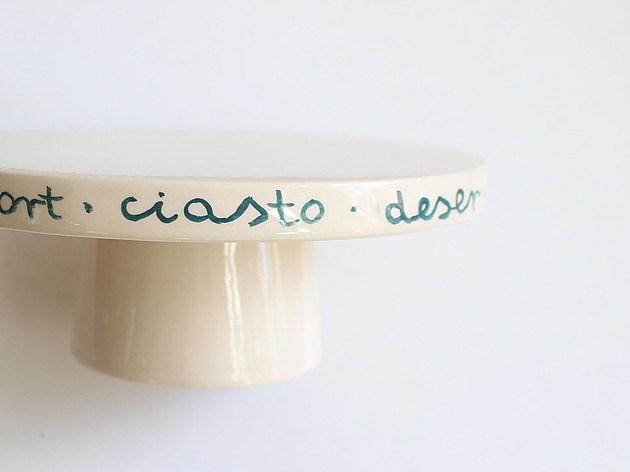 ort · ciasto · deser ·